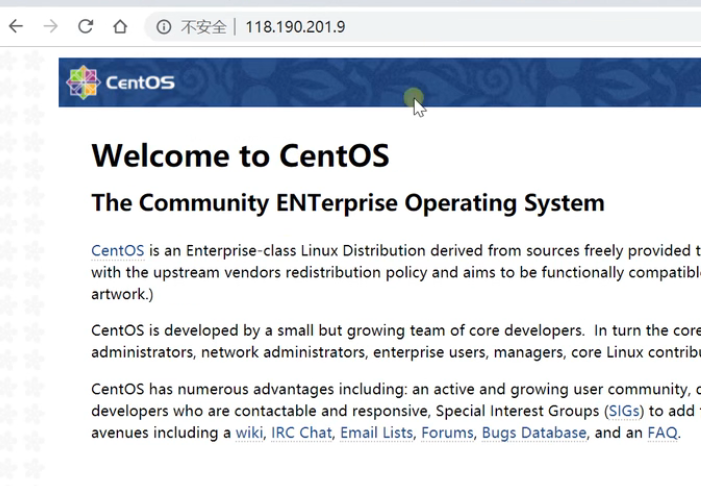 不安全 | 118.190.201.9
CentOS
Welcome to CentOS
The Community ENTerprise Operating System
CentOS is an Enterprise-class Linux Distribution derived from sources freely provided
with the upstream vendors redistribution policy and aims to be functionally
artwork.)
CentOS is developed by a small but growing team of core developers. In turn the core
administrators, network administrators, enterprise users, managers, core Linux
CentOS has numerous advantages including: an active and growing user community,
developers who are contactable and responsive, Special Interest Groups (SIGs) to add
avenues including a wiki, IRC Chat, Email Lists, Forums, Bugs Database, and an FAQ.